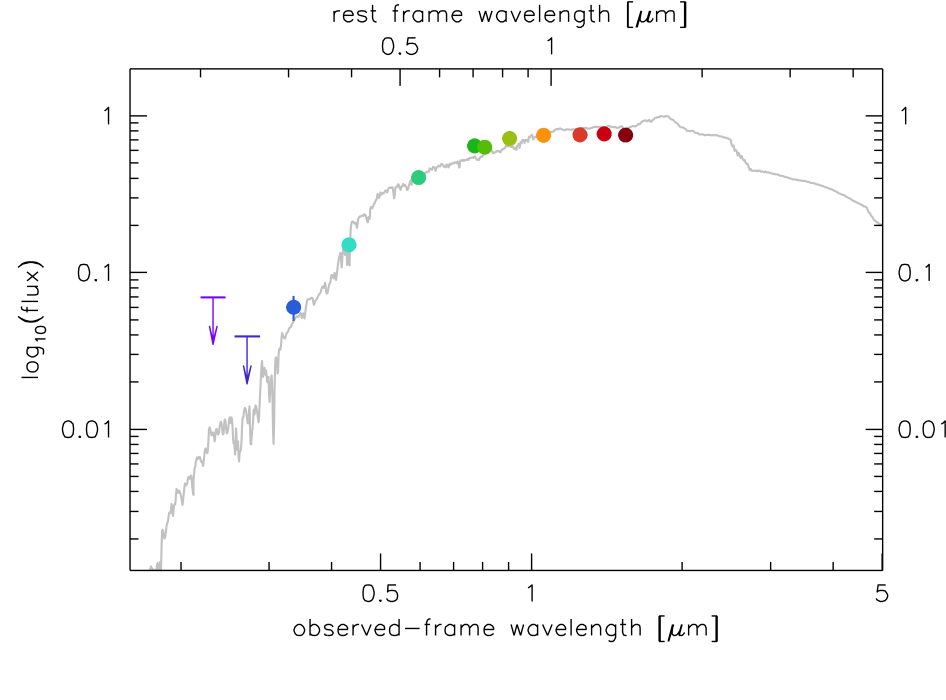 rest frame wavelength [μm]
0.5 1
1 1
0.1 0.1
0.01 0.01
log10(flux)
0.5 1 5
observed-frame wavelength [μm]